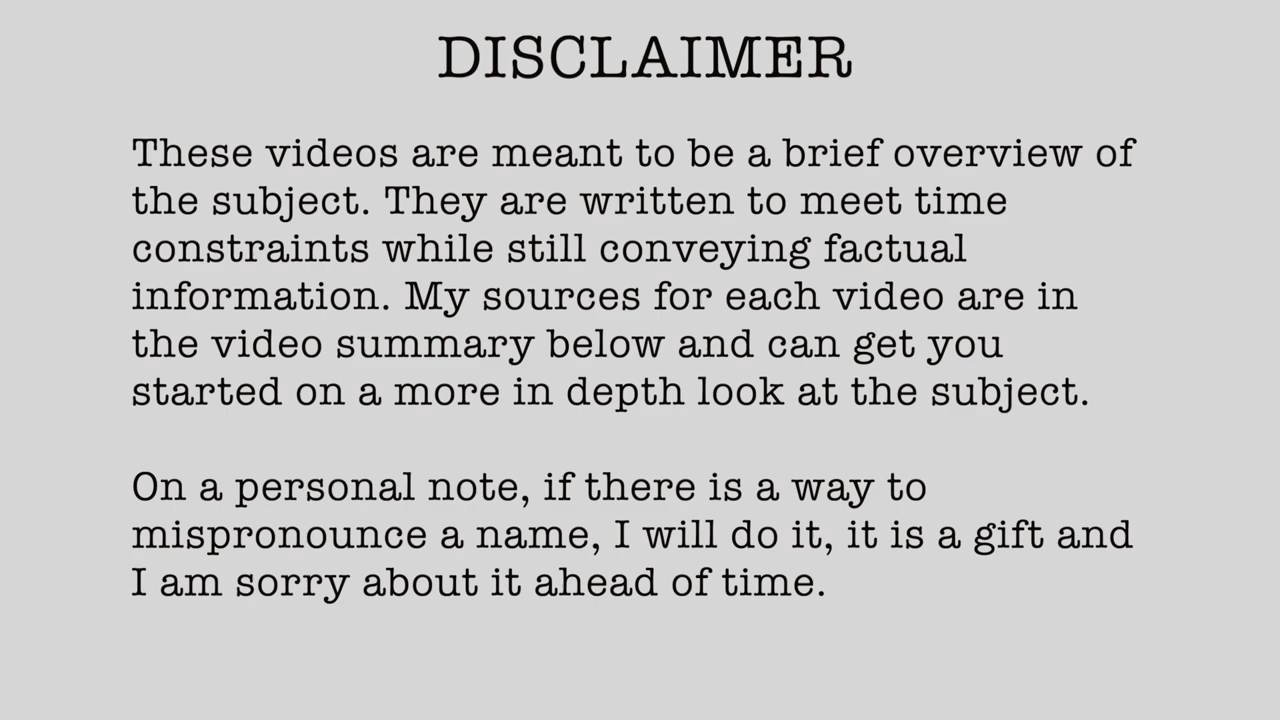 DISCLAIMER
These videos are meant to be a brief overview of
the subject. They are written to meet time
constraints while still conveying factual
information. My sources for each video are in
the video summary below and can get you
started on a more in depth look at the subject.
On a personal note, if there is a way to
mispronounce a name, I will do it, it is a gift and
I am sorry about it ahead of time.